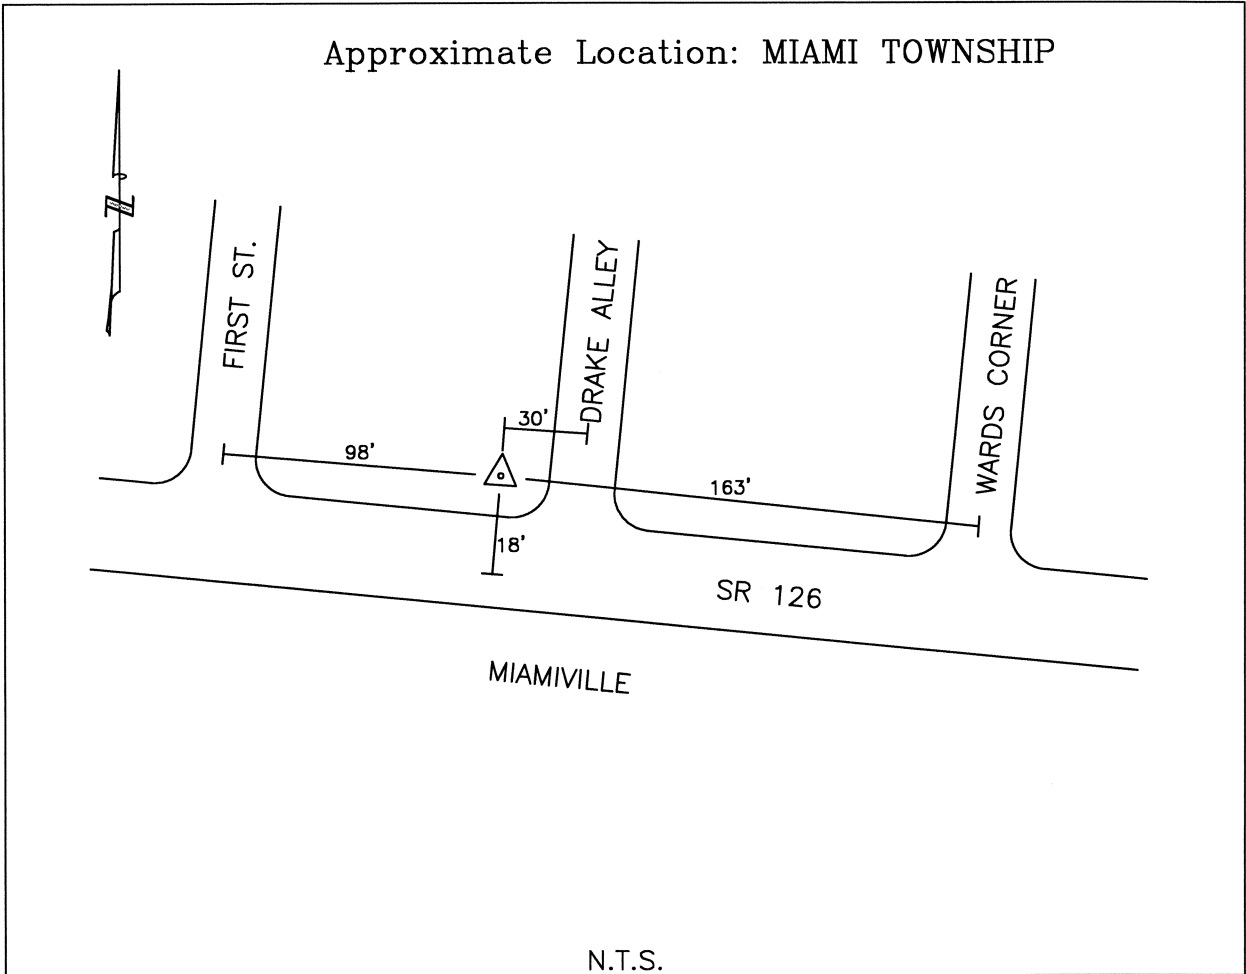 Approximate Location: MIAMI TOWNSHIP
FIRST ST.
DRAKE ALLEY
WARDS CORNER
30'
98'
163'
18'
SR 126
MIAMIVILLE
N.T.S.